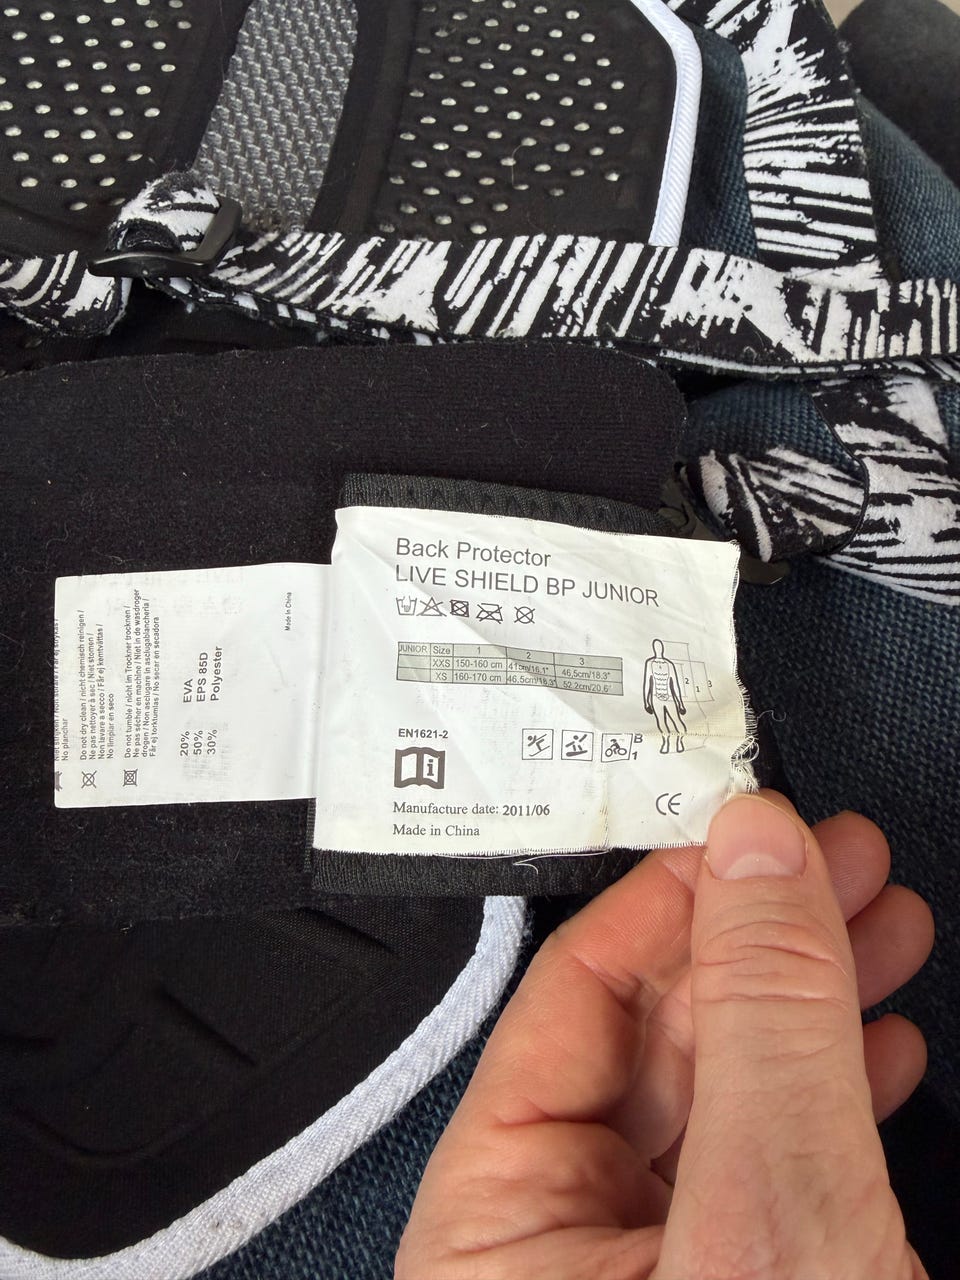 Back Protector
LIVE SHIELD BP JUNIOR
JUNIOR Size 1 2 3
XXS 150-160 cm 41cm/16,1" 46,5cm/18,3"
XS 160-170 cm 46,5cm/18,3" 52,2cm/20,6"
2 1 3
EN1621-2
B
1
i
Manufacture date: 2011/06
CE
Made in China
No planchar
Do not dry clean / nicht chemisch reinigen /
Ne pas nettoyer à sec / Niet stomen /
Non lavare a secco / Får ej kemtvättas /
No limpiar en seco
Do not tumble / nicht im Trockner trocknen /
Ne pas sécher en machine / Niet in de wasdroger
drogen / Non asciugare in asciugabiancheria /
Får ej torktumlas / No secar en secadora
20% EVA
50% EPS 85D
30% Polyester
Made in China